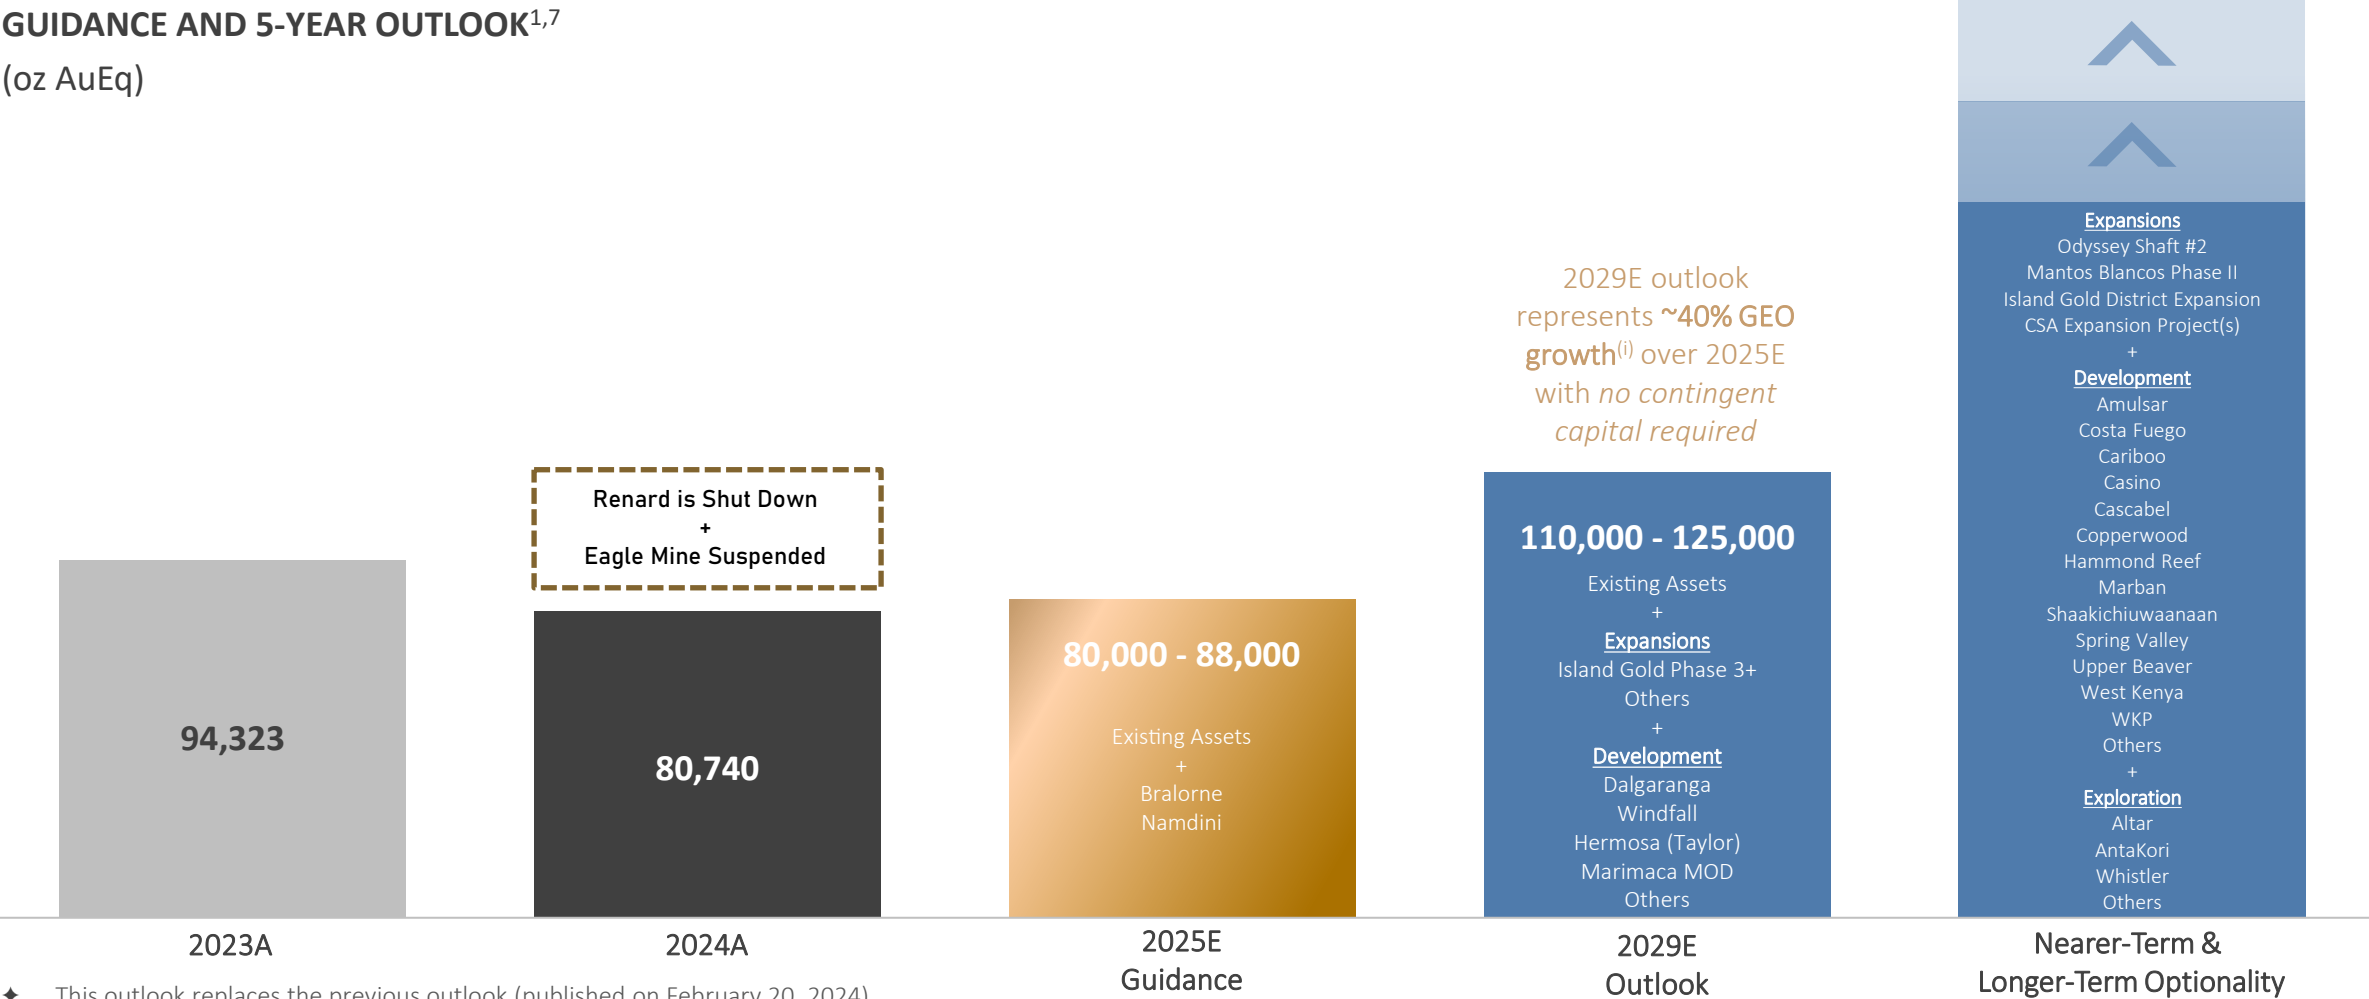 GUIDANCE AND 5-YEAR OUTLOOK1,7
(oz AuEq)
94,323
2023A
Renard is Shut Down
+
Eagle Mine Suspended
80,740
2024A
80,000 - 88,000
Existing Assets
+
Bralorne
Namdini
2025E
Guidance
2029E outlook
represents ~40% GEO
growth(i) over 2025E
with no contingent
capital required
110,000 - 125,000
Existing Assets
+
Expansions
Island Gold Phase 3+
Others
+
Development
Dalgaranga
Windfall
Hermosa (Taylor)
Marimaca MOD
Others
2029E
Outlook
Expansions
Odyssey Shaft #2
Mantos Blancos Phase II
Island Gold District Expansion
CSA Expansion Project(s)
+
Development
Amulsar
Costa Fuego
Cariboo
Casino
Cascabel
Copperwood
Hammond Reef
Marban
Shaakichiuwaanaan
Spring Valley
Upper Beaver
West Kenya
WKP
Others
+
Exploration
Altar
AntaKori
Whistler
Others
Nearer-Term &
Longer-Term Optionality
✦ This outlook replaces the previous outlook (published on February 20, 2024)